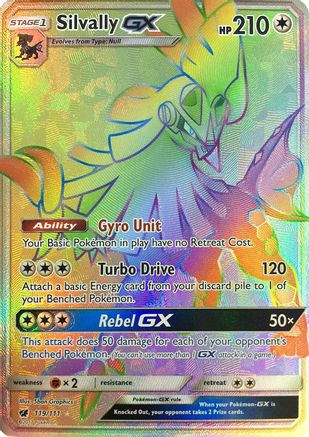 STAGE 1 Silvally GX HP 210
Evolves from Type: Null
Ability Gyro Unit
Your Basic Pokémon in play have no Retreat Cost.
Turbo Drive 120
Attach a basic Energy card from your discard pile to 1 of
your Benched Pokémon.
Rebel GX 50×
This attack does 50 damage for each of your opponent's
Benched Pokémon. (You can't use more than 1 GX attack in a game.)
weakness × 2 resistance Pokémon-GX rule
retreat When your Pokémon-GX is
Illus. 5ban Graphics Knocked Out, your opponent takes 2 Prize cards.
119/111